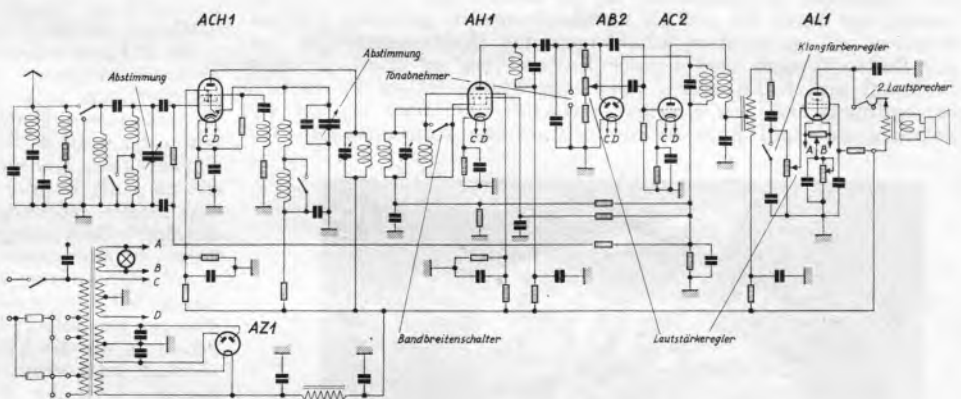 ACH1
AH1
AB2
AC2
AL1
Abstimmung
Abstimmung
Tonabnehmer
Klangfarbenregler
2. Lautsprecher
C D
C D
C D
C D
A B
A
B
C
D
AZ1
Bandbreitenschalter
Lautstärkeregler